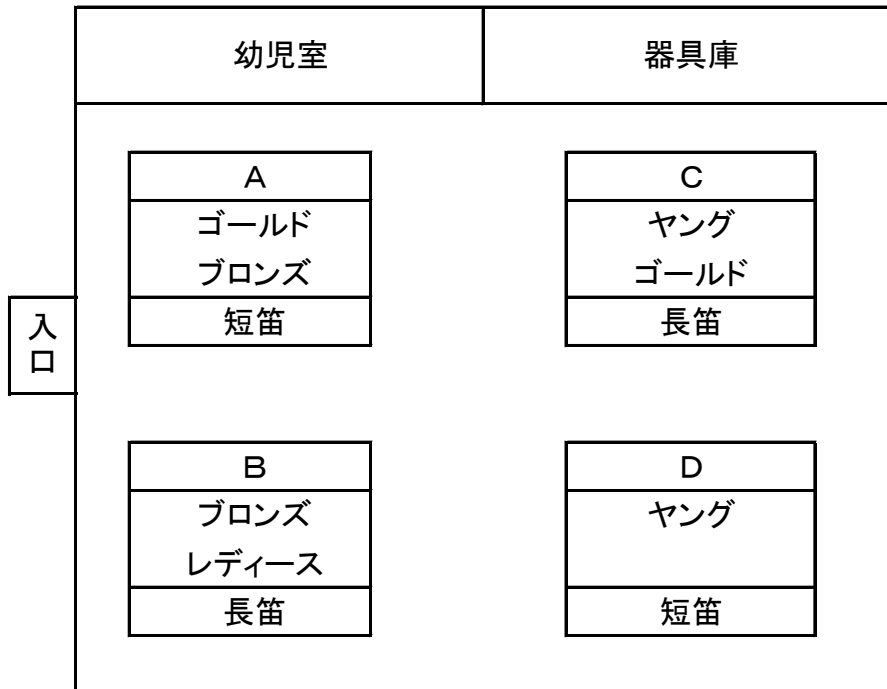 幼児室
器具庫
A
ゴールド
ブロンズ
短笛
C
ヤング
ゴールド
長笛
入口
B
ブロンズ
レディース
長笛
D
ヤング
短笛